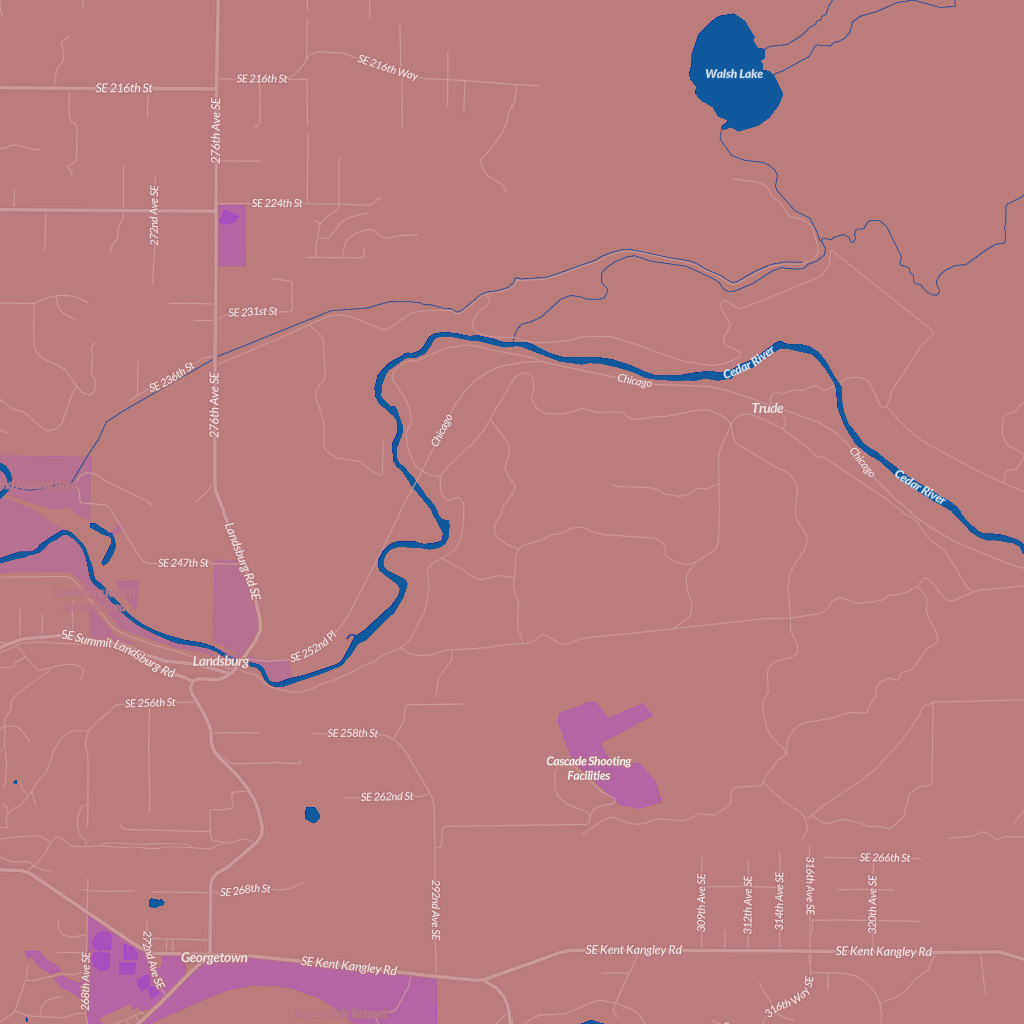 Walsh Lake
SE 216th Way
SE 216th St
SE 216th St
276th Ave SE
272nd Ave SE
SE 224th St
SE 231st St
SE 236th St
276th Ave SE
Chicago
Cedar River
Trude
Chicago
Chicago
Cedar River
Landsburg Rd SE
SE 247th St
SE Summit Landsburg Rd
Landsburg
SE 252nd Pl
SE 256th St
SE 258th St
Cascade Shooting
Facilities
SE 262nd St
SE 268th St
292nd Ave SE
309th Ave SE
312th Ave SE
314th Ave SE
316th Ave SE
SE 266th St
320th Ave SE
272nd Ave SE
268th Ave SE
Georgetown
SE Kent Kangley Rd
SE Kent Kangley Rd
SE Kent Kangley Rd
316th Way SE